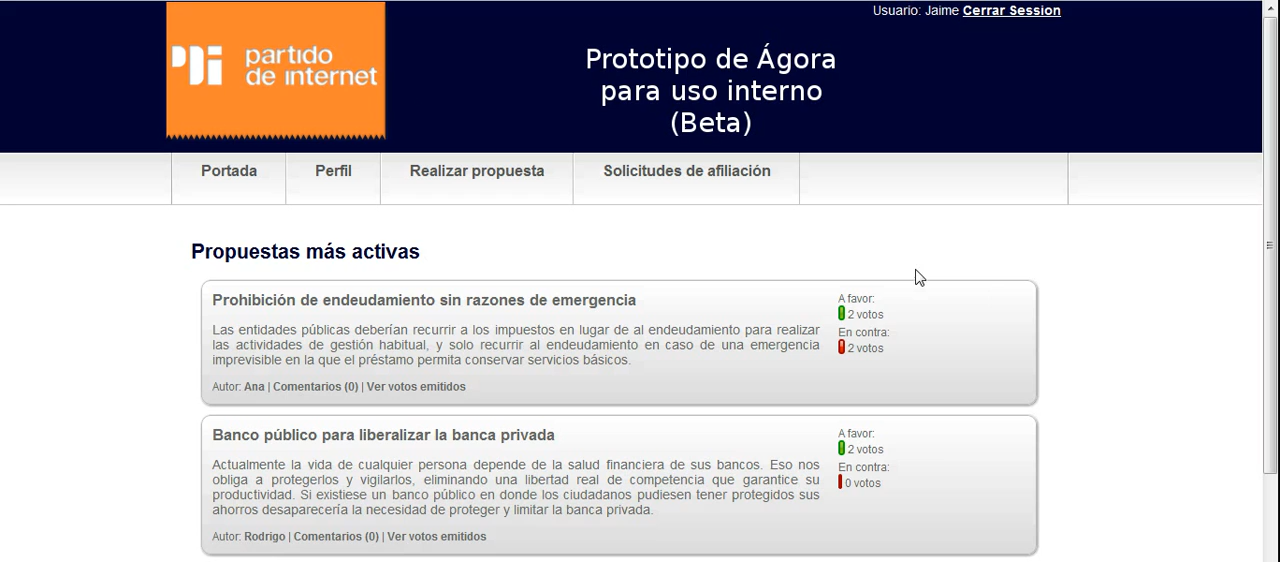 Usuario: Jaime Cerrar Session
partido
de internet
Prototipo de Ágora
para uso interno
(Beta)
Portada
Perfil
Realizar propuesta
Solicitudes de afiliación
Propuestas más activas
Prohibición de endeudamiento sin razones de emergencia
Las entidades públicas deberían recurrir a los impuestos en lugar de al endeudamiento para realizar
las actividades de gestión habitual, y solo recurrir al endeudamiento en caso de una emergencia
imprevisible en la que el préstamo permita conservar servicios básicos.
Autor: Ana | Comentarios (0) | Ver votos emitidos
A favor:
2 votos
En contra:
2 votos
Banco público para liberalizar la banca privada
Actualmente la vida de cualquier persona depende de la salud financiera de sus bancos. Eso nos
obliga a protegerlos y vigilarlos, eliminando una libertad real de competencia que garantice su
productividad. Si existiese un banco público en donde los ciudadanos pudiesen tener protegidos sus
ahorros desaparecería la necesidad de proteger y limitar la banca privada.
Autor: Rodrigo | Comentarios (0) | Ver votos emitidos
A favor:
2 votos
En contra:
0 votos